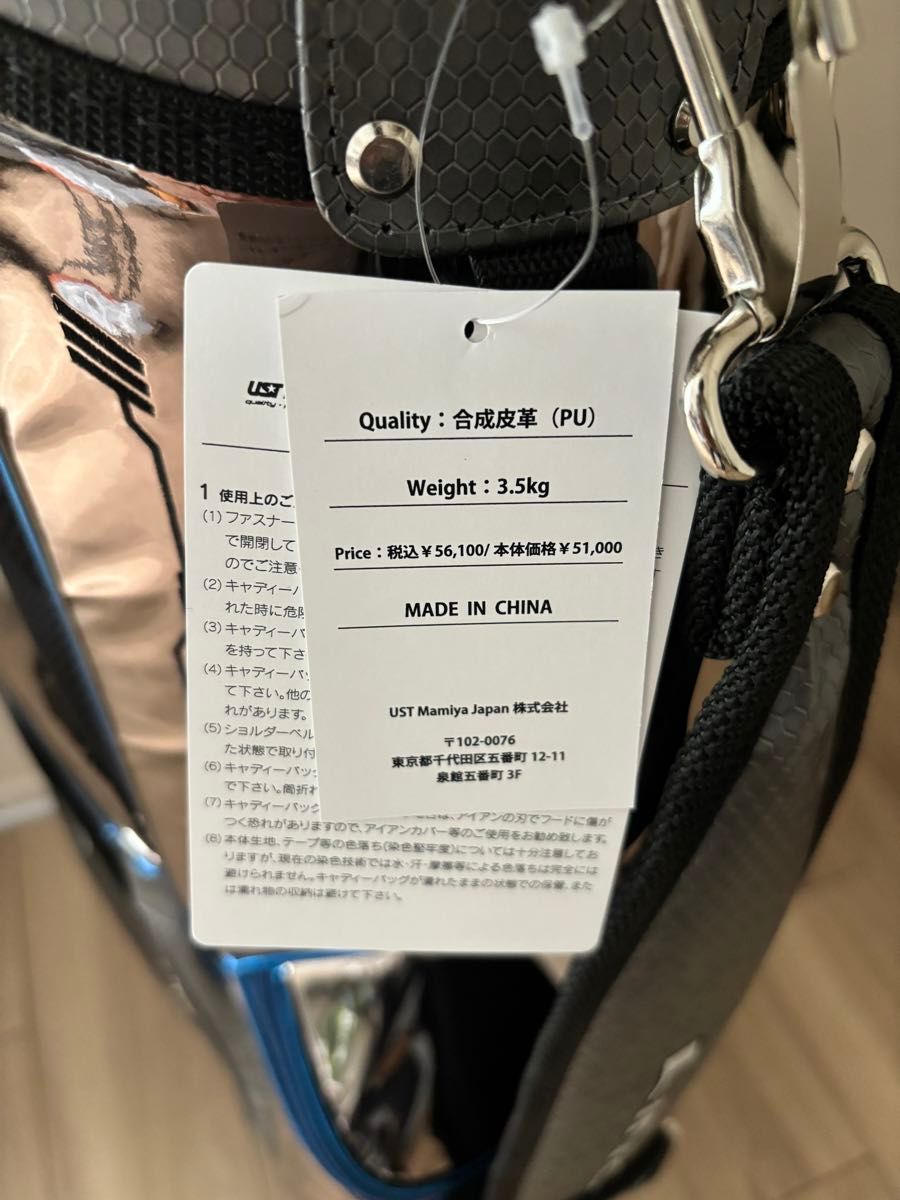 Quality：合成皮革（PU）
Weight：3.5kg
Price：税込￥56,100/ 本体価格￥51,000
MADE IN CHINA
UST Mamiya Japan 株式会社
〒102-0076
東京都千代田区五番町 12-11
泉館五番町 3F
UST
quality
1 使用上のご
(1) ファスナー
で開閉して
のでご注意
(2) キャディーバ
れた時に危険
(3) キャディーバ
を持って下さ
(4) キャディーバッ
て下さい。他の
れがあります。
(5) ショルダーベル
た状態で取り付
(6) キャディーバッ
で下さい。骨折れ
(7) キャディーバッグ は、アイアンの刃でフードに傷が
つく恐れがありますので、アイアンカバー等のご使用をお勧め致します。
(8) 本体生地、テープ等の色落ち(染色堅牢度)については十分注意してお
りますが、現在の染色技術では水・汗・摩擦等による色落ちは完全には
避けられません。キャディーバッグが濡れたままの状態での保管、また
は濡れ物の収納は避けて下さい。